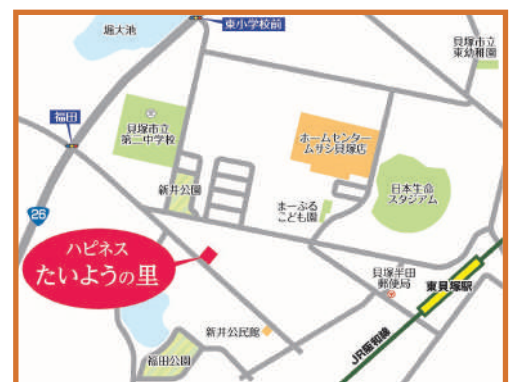 堀大池
東小学校前
貝塚市立
東幼稚園
福田
貝塚市立
第二中学校
ホームセンター
ムサシ貝塚店
新井公園
日本生命
スタジアム
まーぶる
こども園
26
ハピネス
たいようの里
貝塚半田
郵便局
東貝塚駅
新井公民館
JR阪和線
福田公園